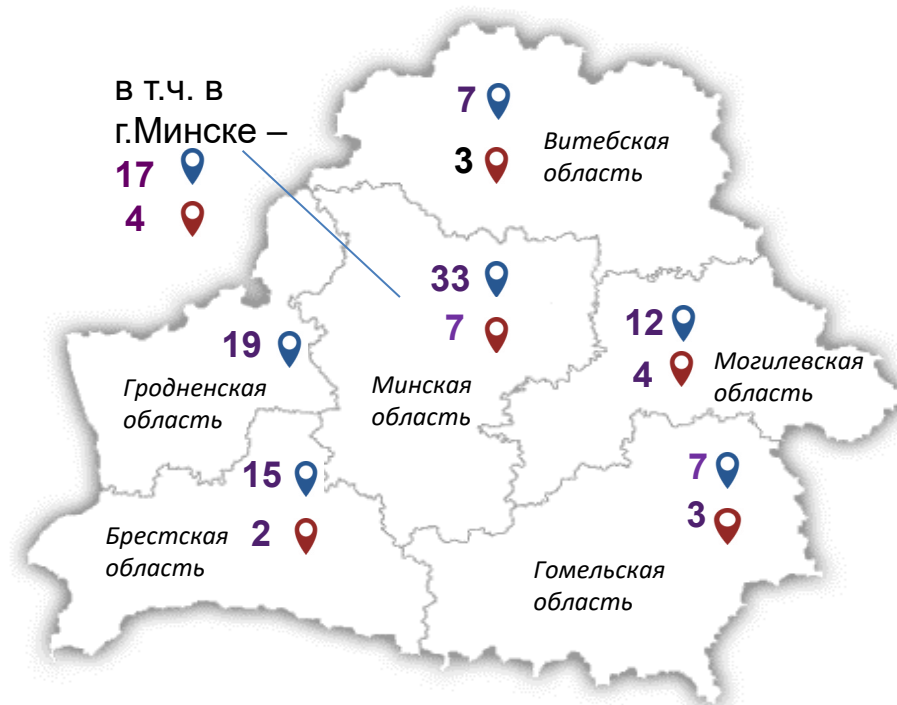 в т.ч. в
г.Минске –
17
4
7
3
Витебская
область
33
7
Минская
область
12
4
Могилевская
область
19
Гродненская
область
15
2
Брестская
область
7
3
Гомельская
область